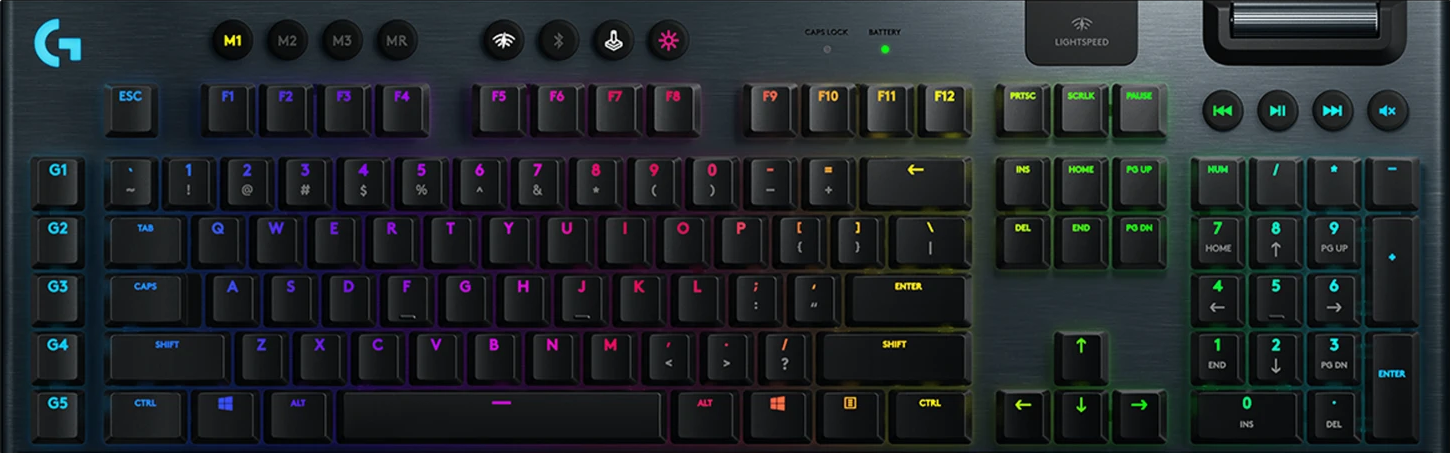 G M1 M2 M3 MR CAPS LOCK BATTERY LIGHTSPEED
ESC F1 F2 F3 F4 F5 F6 F7 F8 F9 F10 F11 F12 PRTSC SCRLK PAUSE
G1 ` ~ 1 ! 2 @ 3 # 4 $ 5 % 6 ^ 7 & 8 * 9 ( 0 ) - _ = + ← INS HOME PG UP NUM / * -
G2 TAB Q W E R T Y U I O P [ { ] } \ | DEL END PG DN 7 HOME 8 ↑ 9 PG UP +
G3 CAPS A S D F G H J K L ; : ' " ENTER 4 ← 5 6 →
G4 SHIFT Z X C V B N M , < . > / ? SHIFT ↑ 1 END 2 ↓ 3 PG DN ENTER
G5 CTRL ALT ALT CTRL ← ↓ → 0 INS . DEL